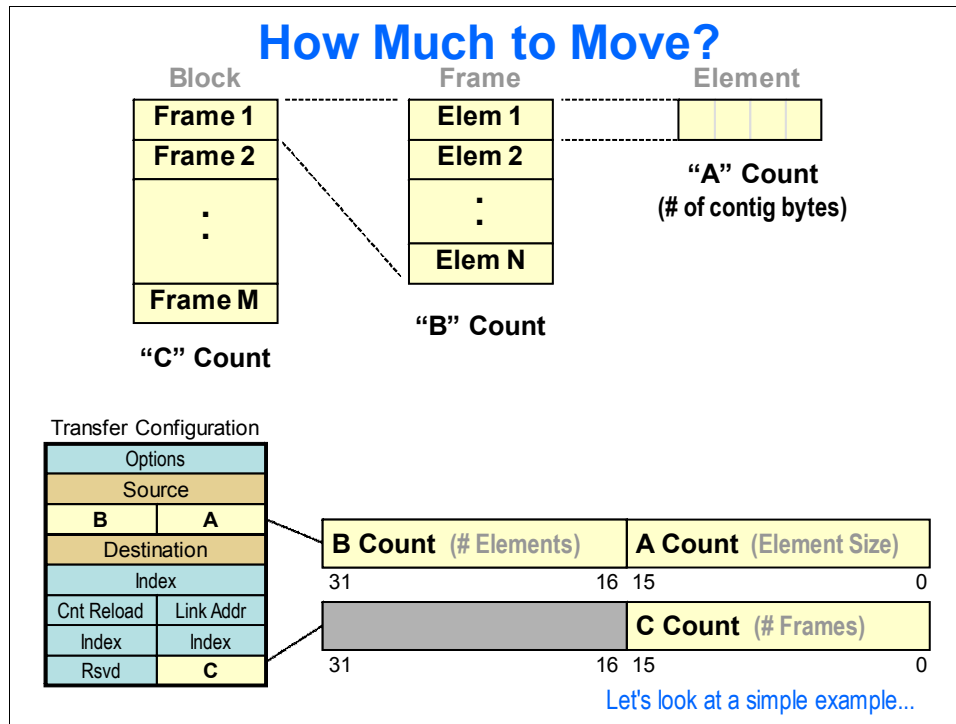 How Much to Move?
Block Frame Element
Frame 1 Elem 1
Frame 2 Elem 2
“A” Count
(# of contig bytes)
:
:
Elem N
Frame M
“B” Count
“C” Count
Transfer Configuration
Options
Source
B A
Destination
Index
Cnt Reload Link Addr
Index Index
Rsvd C
B Count (# Elements) A Count (Element Size)
31 16 15 0
C Count (# Frames)
31 16 15 0
Let's look at a simple example...